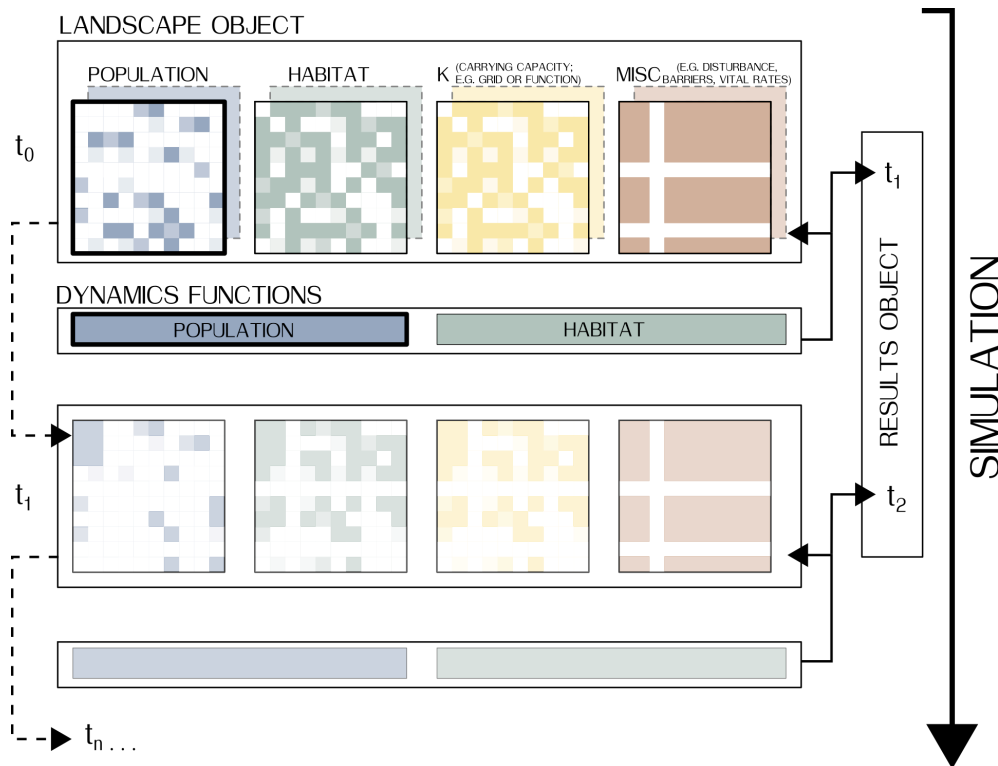 LANDSCAPE OBJECT
POPULATION
HABITAT
K (CARRYING CAPACITY;
E.G. GRID OR FUNCTION)
MISC (E.G. DISTURBANCE,
BARRIERS, VITAL RATES)
t0
DYNAMICS FUNCTIONS
POPULATION
HABITAT
t1
tn ...
t1
RESULTS OBJECT
t2
SIMULATION